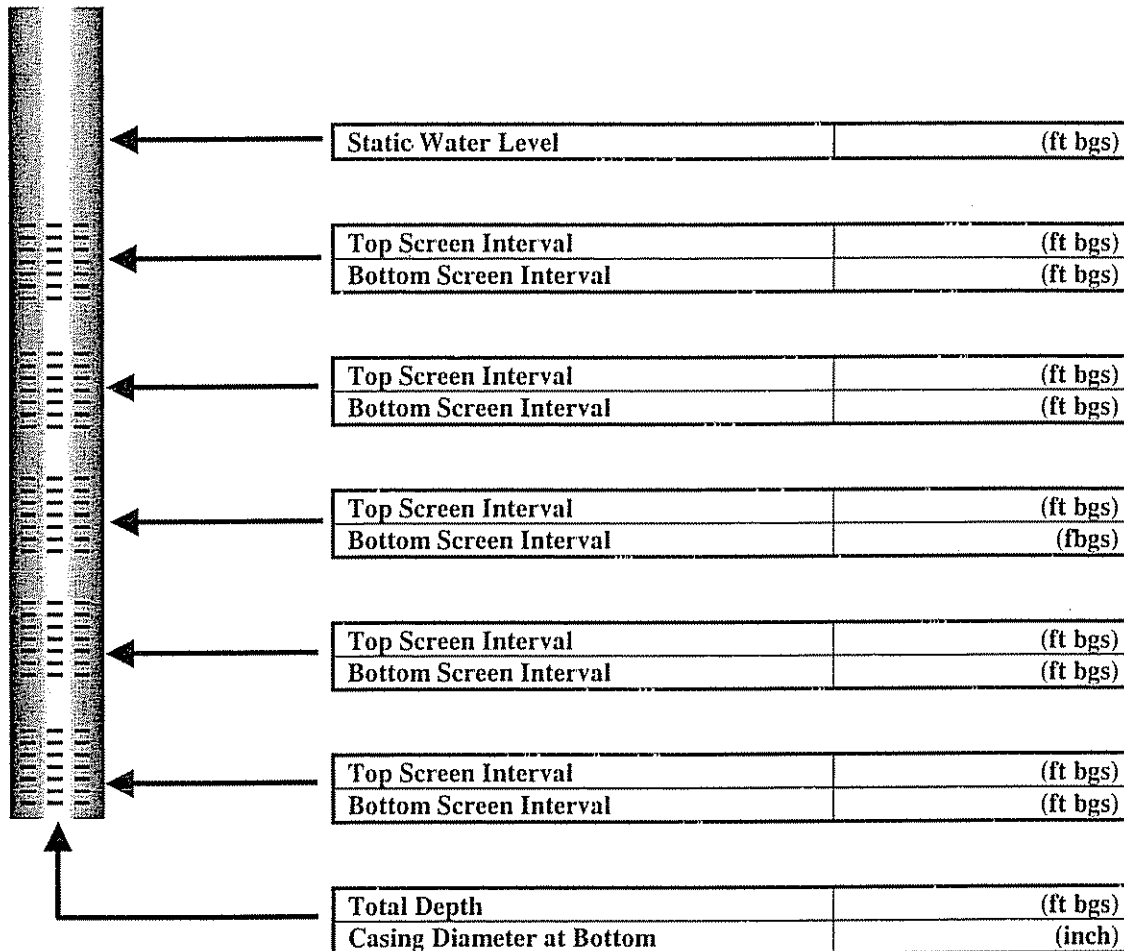 Static Water Level (ft bgs)
Top Screen Interval (ft bgs)
Bottom Screen Interval (ft bgs)
Top Screen Interval (ft bgs)
Bottom Screen Interval (ft bgs)
Top Screen Interval (ft bgs)
Bottom Screen Interval (fbgs)
Top Screen Interval (ft bgs)
Bottom Screen Interval (ft bgs)
Top Screen Interval (ft bgs)
Bottom Screen Interval (ft bgs)
Total Depth (ft bgs)
Casing Diameter at Bottom (inch)